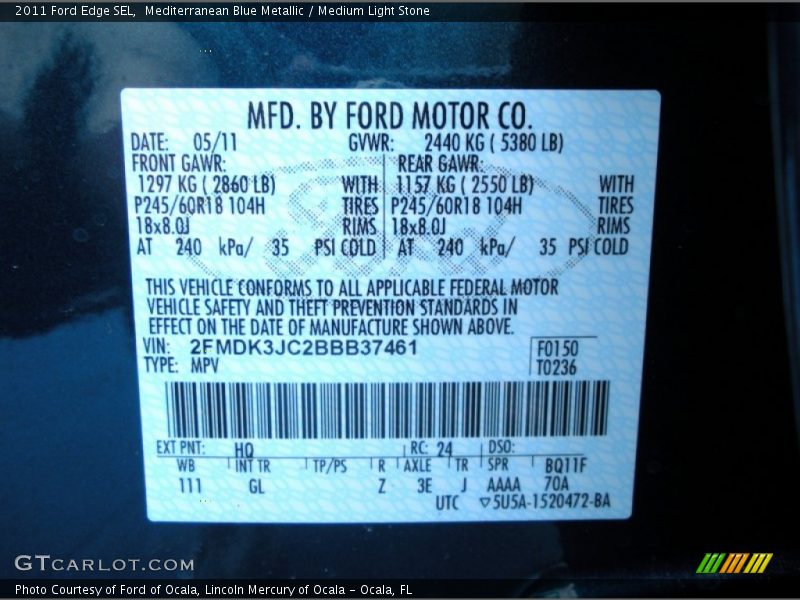 2011 Ford Edge SEL, Mediterranean Blue Metallic / Medium Light Stone
MFD. BY FORD MOTOR CO.
DATE: 05/11 GVWR: 2440 KG ( 5380 LB)
FRONT GAWR: REAR GAWR:
1297 KG ( 2860 LB) WITH 1157 KG ( 2550 LB) WITH
P245/60R18 104H TIRES P245/60R18 104H TIRES
18x8.0J RIMS 18x8.0J RIMS
AT 240 kPa/ 35 PSI COLD AT 240 kPa/ 35 PSI COLD
THIS VEHICLE CONFORMS TO ALL APPLICABLE FEDERAL MOTOR
VEHICLE SAFETY AND THEFT PREVENTION STANDARDS IN
EFFECT ON THE DATE OF MANUFACTURE SHOWN ABOVE.
VIN: 2FMDK3JC2BBB37461 F0150
TYPE: MPV T0236
EXT PNT: HQ RC: 24 DSO:
WB INT TR TP/PS R AXLE TR SPR BQ11F
111 GL Z 3E J AAAA 70A
UTC ▽5U5A-1520472-BA
GTCARLOT.COM
Photo Courtesy of Ford of Ocala, Lincoln Mercury of Ocala - Ocala, FL